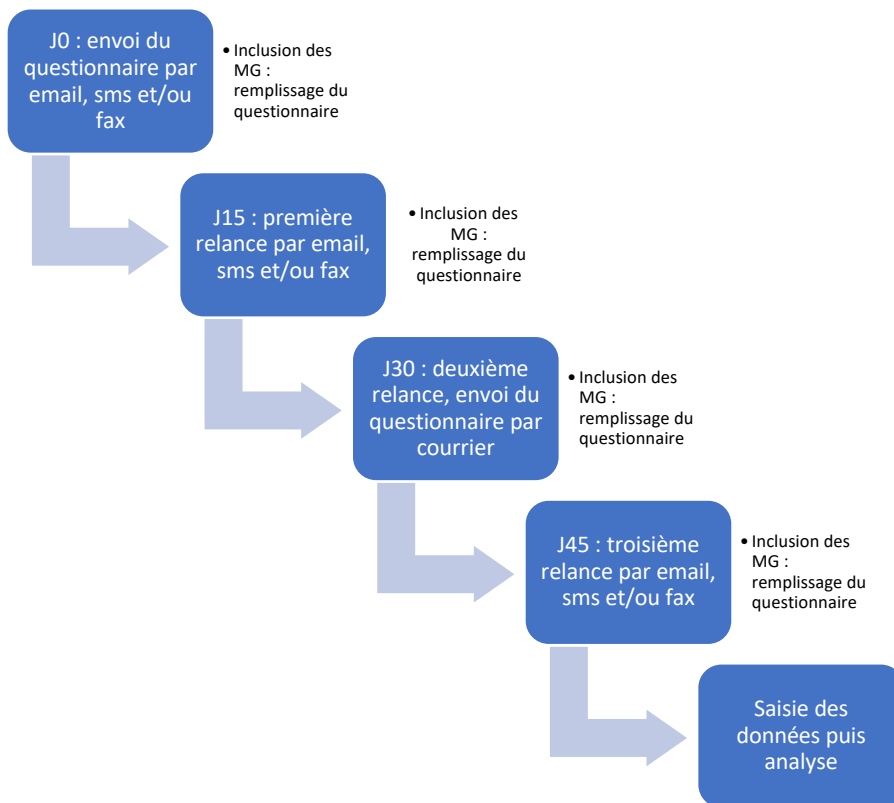 J0 : envoi du
questionnaire par
email, sms et/ou
fax
• Inclusion des
MG :
remplissage du
questionnaire
J15 : première
relance par email,
sms et/ou fax
• Inclusion des
MG :
remplissage du
questionnaire
J30 : deuxième
relance, envoi du
questionnaire par
courrier
• Inclusion des
MG :
remplissage du
questionnaire
J45 : troisième
relance par email,
sms et/ou fax
• Inclusion des
MG :
remplissage du
questionnaire
Saisie des
données puis
analyse